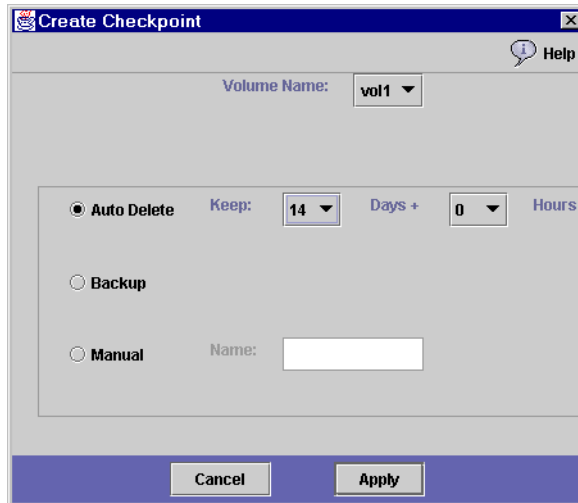 Create Checkpoint
Help
Volume Name: vol1
Auto Delete Keep: 14 Days + 0 Hours
Backup
Manual Name:
Cancel Apply